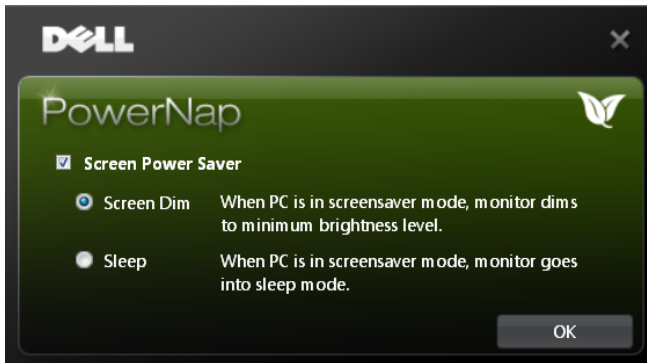 DELL
PowerNap
Screen Power Saver
Screen Dim When PC is in screensaver mode, monitor dims
to minimum brightness level.
Sleep When PC is in screensaver mode, monitor goes
into sleep mode.
OK